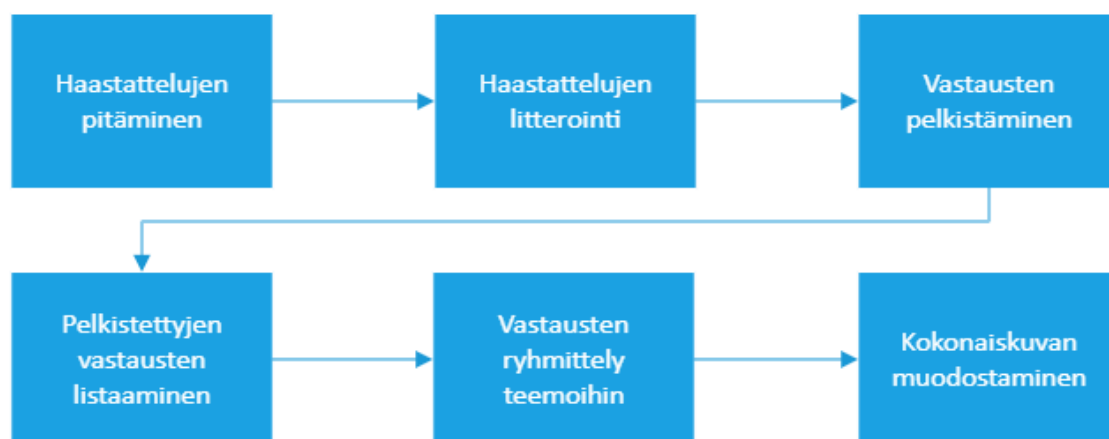 Haastattelujen
pitäminen
Haastattelujen
litterointi
Vastausten
pelkistäminen
Pelkistettyjen
vastausten
listaaminen
Vastausten
ryhmittely
teemoihin
Kokonaiskuvan
muodostaminen